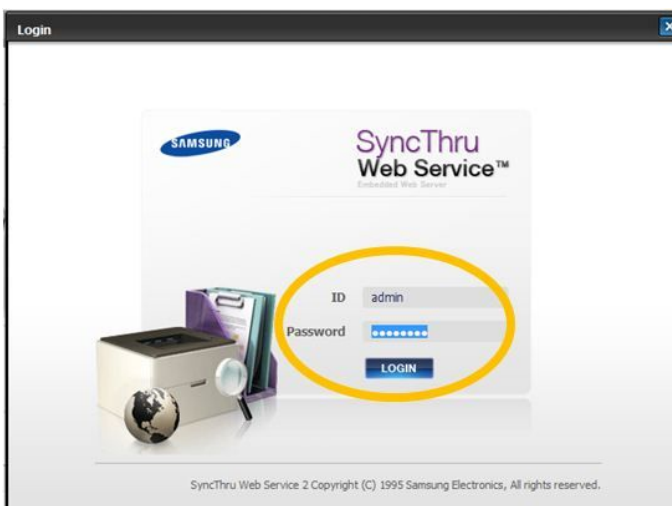 Login
SAMSUNG
SyncThru
Web Service™
Embedded Web Server
ID admin
Password ••••••••
LOGIN
SyncThru Web Service 2 Copyright (C) 1995 Samsung Electronics, All rights reserved.